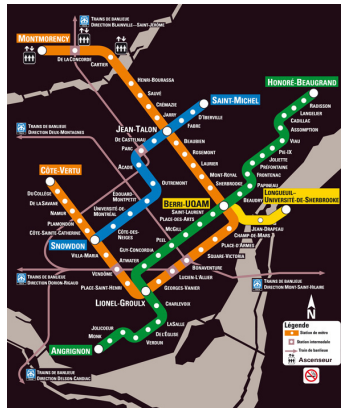 TRAINS DE BANLIEUE
DIRECTION BLAINVILLE—SAINT-JÉRÔME
MONTMORENCY
DE LA CONCORDE
CARTIER
HENRI-BOURASSA
SAUVÉ
CRÉMAZIE
JARRY
JEAN-TALON
DE CASTELNAU
PARC
ACADIE
SAINT-MICHEL
D'IBERVILLE
FABRE
BEAUBIEN
ROSEMONT
LAURIER
MONT-ROYAL
SHERBROOKE
HONORÉ-BEAUGRAND
RADISSON
LANGELIER
CADILLAC
ASSOMPTION
VIAU
PIE-IX
JOLIETTE
PRÉFONTAINE
FRONTENAC
PAPINEAU
BEAUDRY
TRAINS DE BANLIEUE
DIRECTION DEUX-MONTAGNES
CÔTE-VERTU
DU COLLÈGE
DE LA SAVANE
NAMUR
PLAMONDON
CÔTE-SAINTE-CATHERINE
OUTREMONT
EDOUARD-
MONTPETIT
UNIVERSITÉ-DE-
MONTRÉAL
CÔTE-DES-
NEIGES
SNOWDON
VILLA-MARIA
BERRI-UQAM
SAINT-LAURENT
PLACE-DES-ARTS
MCGILL
PEEL
GUY-CONCORDIA
ATWATER
LONGUEUIL–
UNIVERSITÉ-DE-SHERBROOKE
JEAN-DRAPEAU
CHAMP-DE-MARS
PLACE-D'ARMES
SQUARE-VICTORIA
BONAVENTURE
LUCIEN-L'ALLIER
GEORGES-VANIER
VENDÔME
PLACE-SAINT-HENRI
LIONEL-GROULX
CHARLEVOIX
LASALLE
DE L'ÉGLISE
VERDUN
JOLICOEUR
MONK
ANGRIGNON
TRAINS DE BANLIEUE
DIRECTION DORION-RIGAUD
TRAINS DE BANLIEUE
DIRECTION MONT-SAINT-HILAIRE
TRAINS DE BANLIEUE
DIRECTION DELSON-CANDIAC
N
Légende
Station de métro
Station intermodale
Train de banlieue
Ascenseur